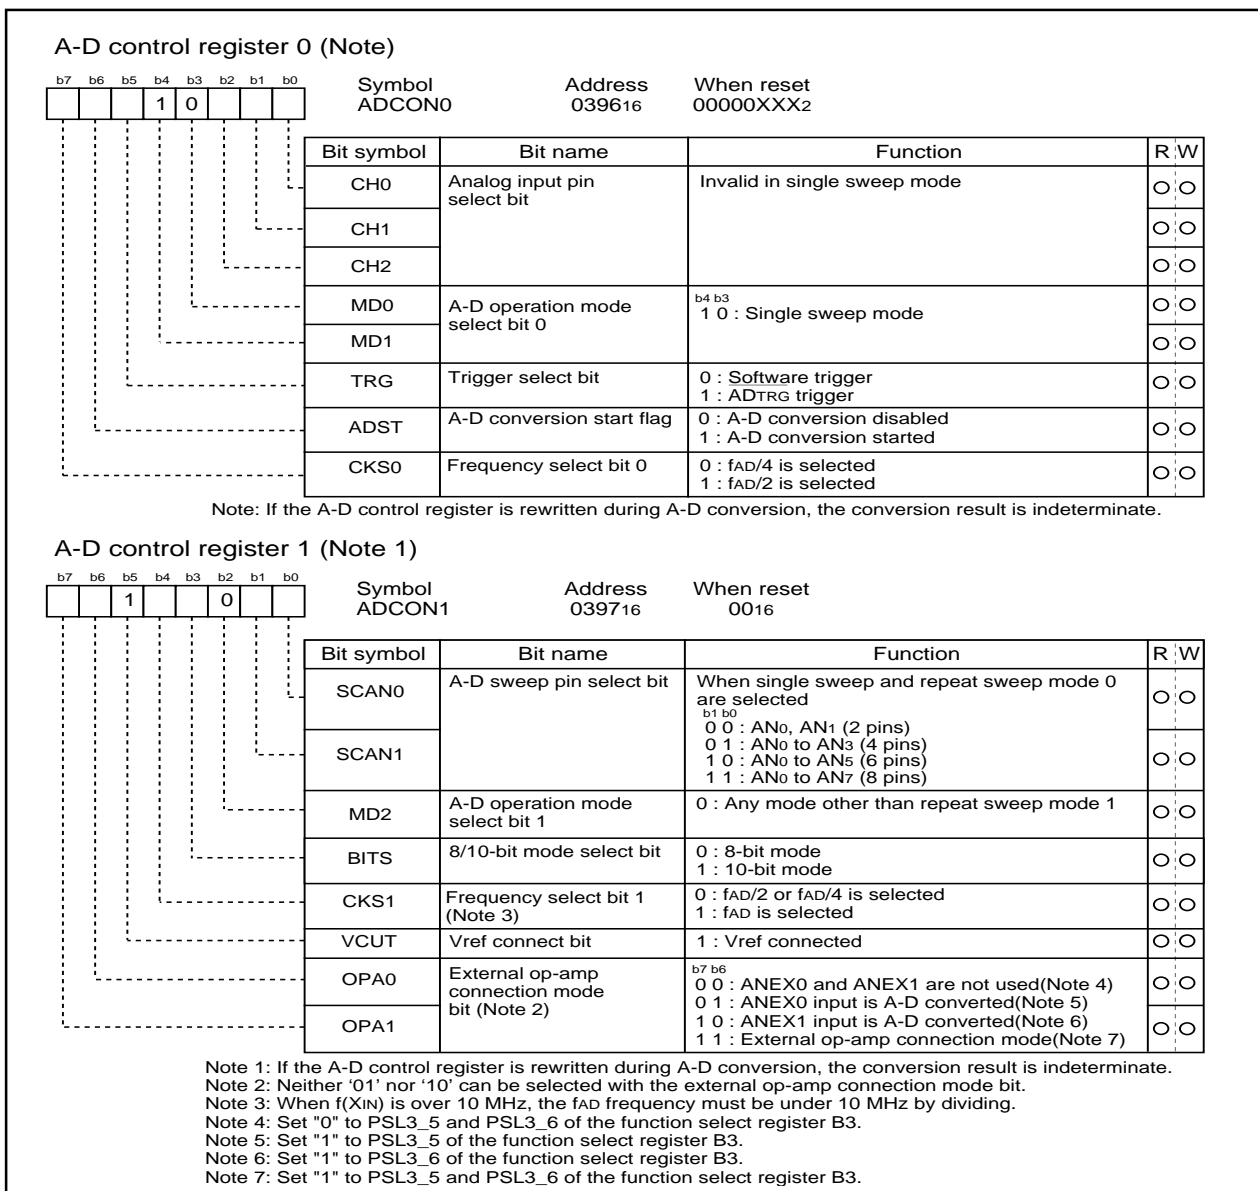 A-D control register 0 (Note)
b7 b6 b5 b4 b3 b2 b1 b0
1 0
Symbol Address When reset
ADCON0 039616 00000XXX2
Bit symbol Bit name Function R W
CH0 Analog input pin select bit Invalid in single sweep mode O O
CH1 O O
CH2 O O
MD0 A-D operation mode select bit 0 b4 b3
1 0 : Single sweep mode O O
MD1 O O
TRG Trigger select bit 0 : Software trigger
1 : ADTRG trigger O O
ADST A-D conversion start flag 0 : A-D conversion disabled
1 : A-D conversion started O O
CKS0 Frequency select bit 0 0 : fAD/4 is selected
1 : fAD/2 is selected O O
Note: If the A-D control register is rewritten during A-D conversion, the conversion result is indeterminate.
A-D control register 1 (Note 1)
b7 b6 b5 b4 b3 b2 b1 b0
1 0
Symbol Address When reset
ADCON1 039716 0016
Bit symbol Bit name Function R W
SCAN0 A-D sweep pin select bit When single sweep and repeat sweep mode 0
are selected O O
b1 b0
0 0 : AN0, AN1 (2 pins)
0 1 : AN0 to AN3 (4 pins)
SCAN1 1 0 : AN0 to AN5 (6 pins) O O
1 1 : AN0 to AN7 (8 pins)
MD2 A-D operation mode select bit 1 0 : Any mode other than repeat sweep mode 1 O O
BITS 8/10-bit mode select bit 0 : 8-bit mode
1 : 10-bit mode O O
CKS1 Frequency select bit 1 (Note 3) 0 : fAD/2 or fAD/4 is selected
1 : fAD is selected O O
VCUT Vref connect bit 1 : Vref connected O O
OPA0 External op-amp connection mode bit (Note 2) b7 b6
0 0 : ANEX0 and ANEX1 are not used(Note 4) O O
0 1 : ANEX0 input is A-D converted(Note 5)
OPA1 1 0 : ANEX1 input is A-D converted(Note 6) O O
1 1 : External op-amp connection mode(Note 7)
Note 1: If the A-D control register is rewritten during A-D conversion, the conversion result is indeterminate.
Note 2: Neither ‘01’ nor ‘10’ can be selected with the external op-amp connection mode bit.
Note 3: When f(XIN) is over 10 MHz, the fAD frequency must be under 10 MHz by dividing.
Note 4: Set "0" to PSL3_5 and PSL3_6 of the function select register B3.
Note 5: Set "1" to PSL3_5 of the function select register B3.
Note 6: Set "1" to PSL3_6 of the function select register B3.
Note 7: Set "1" to PSL3_5 and PSL3_6 of the function select register B3.